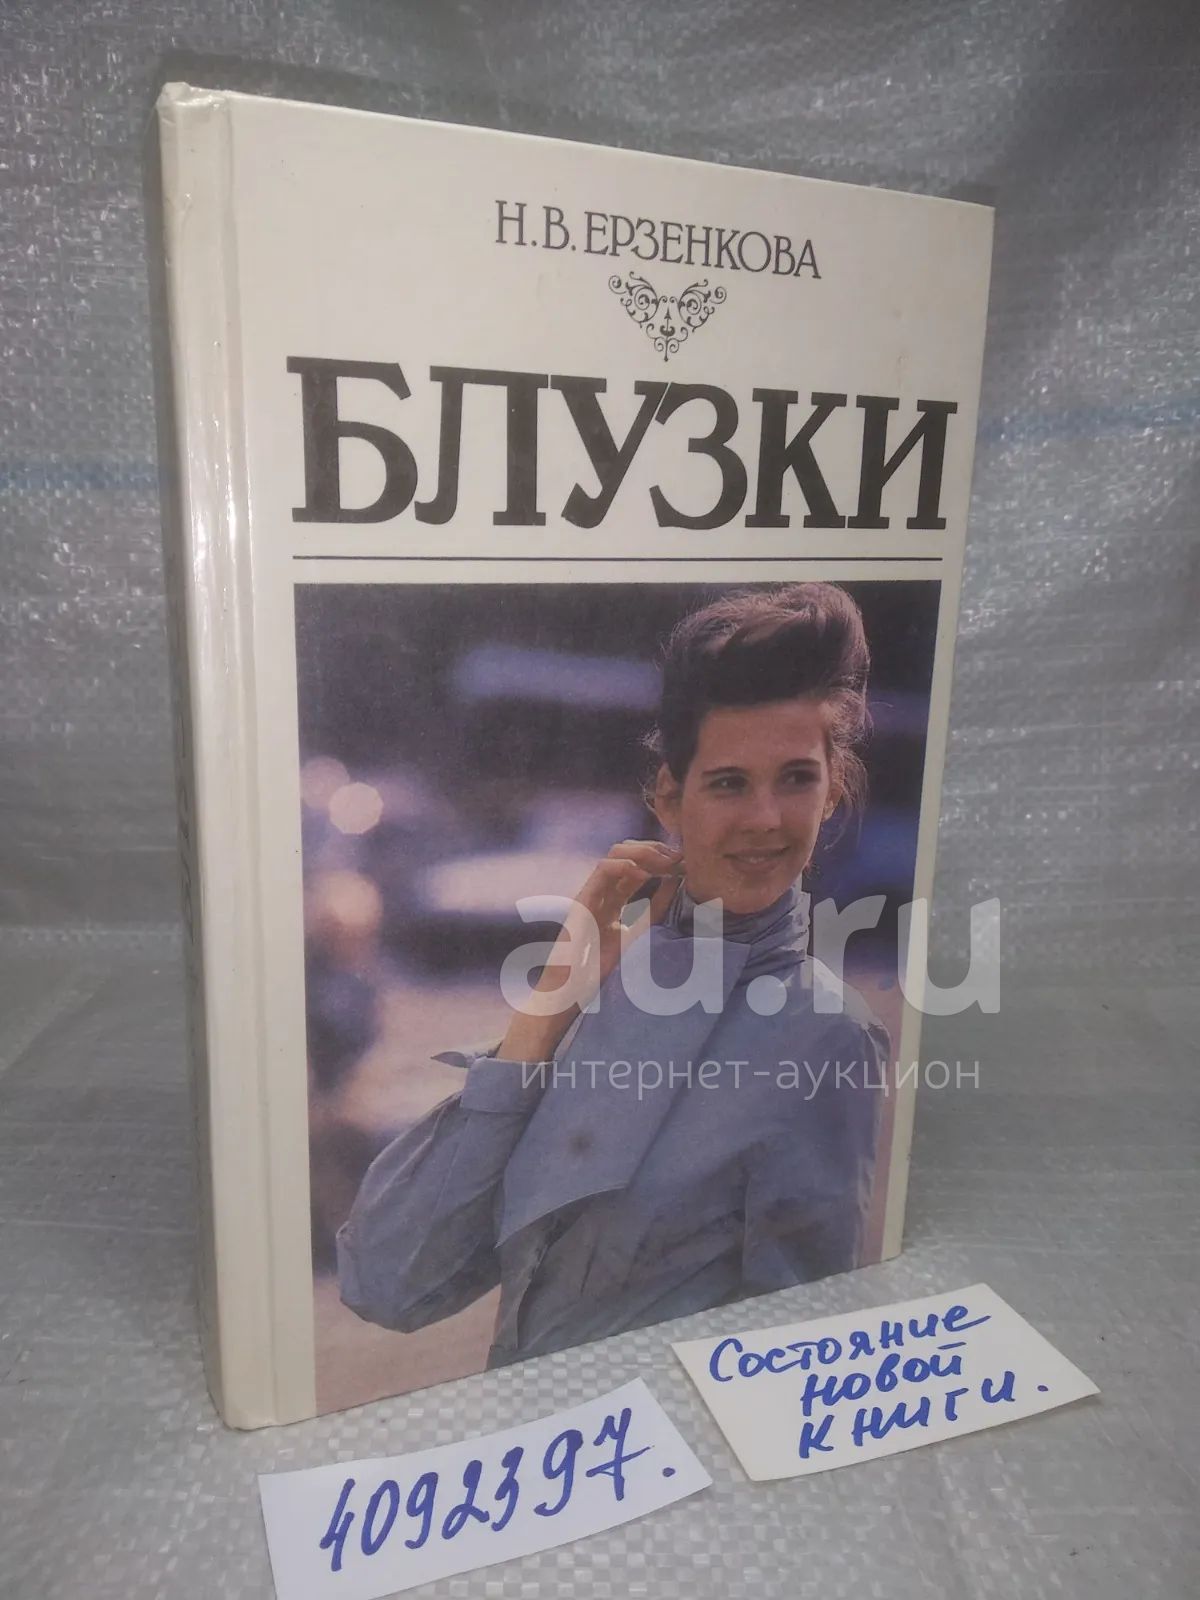 Н.В.ЕРЗЕНКОВА
БЛУЗКИ
au.ru
интернет-аукцион
Состояние
новой
книги.
4092397.